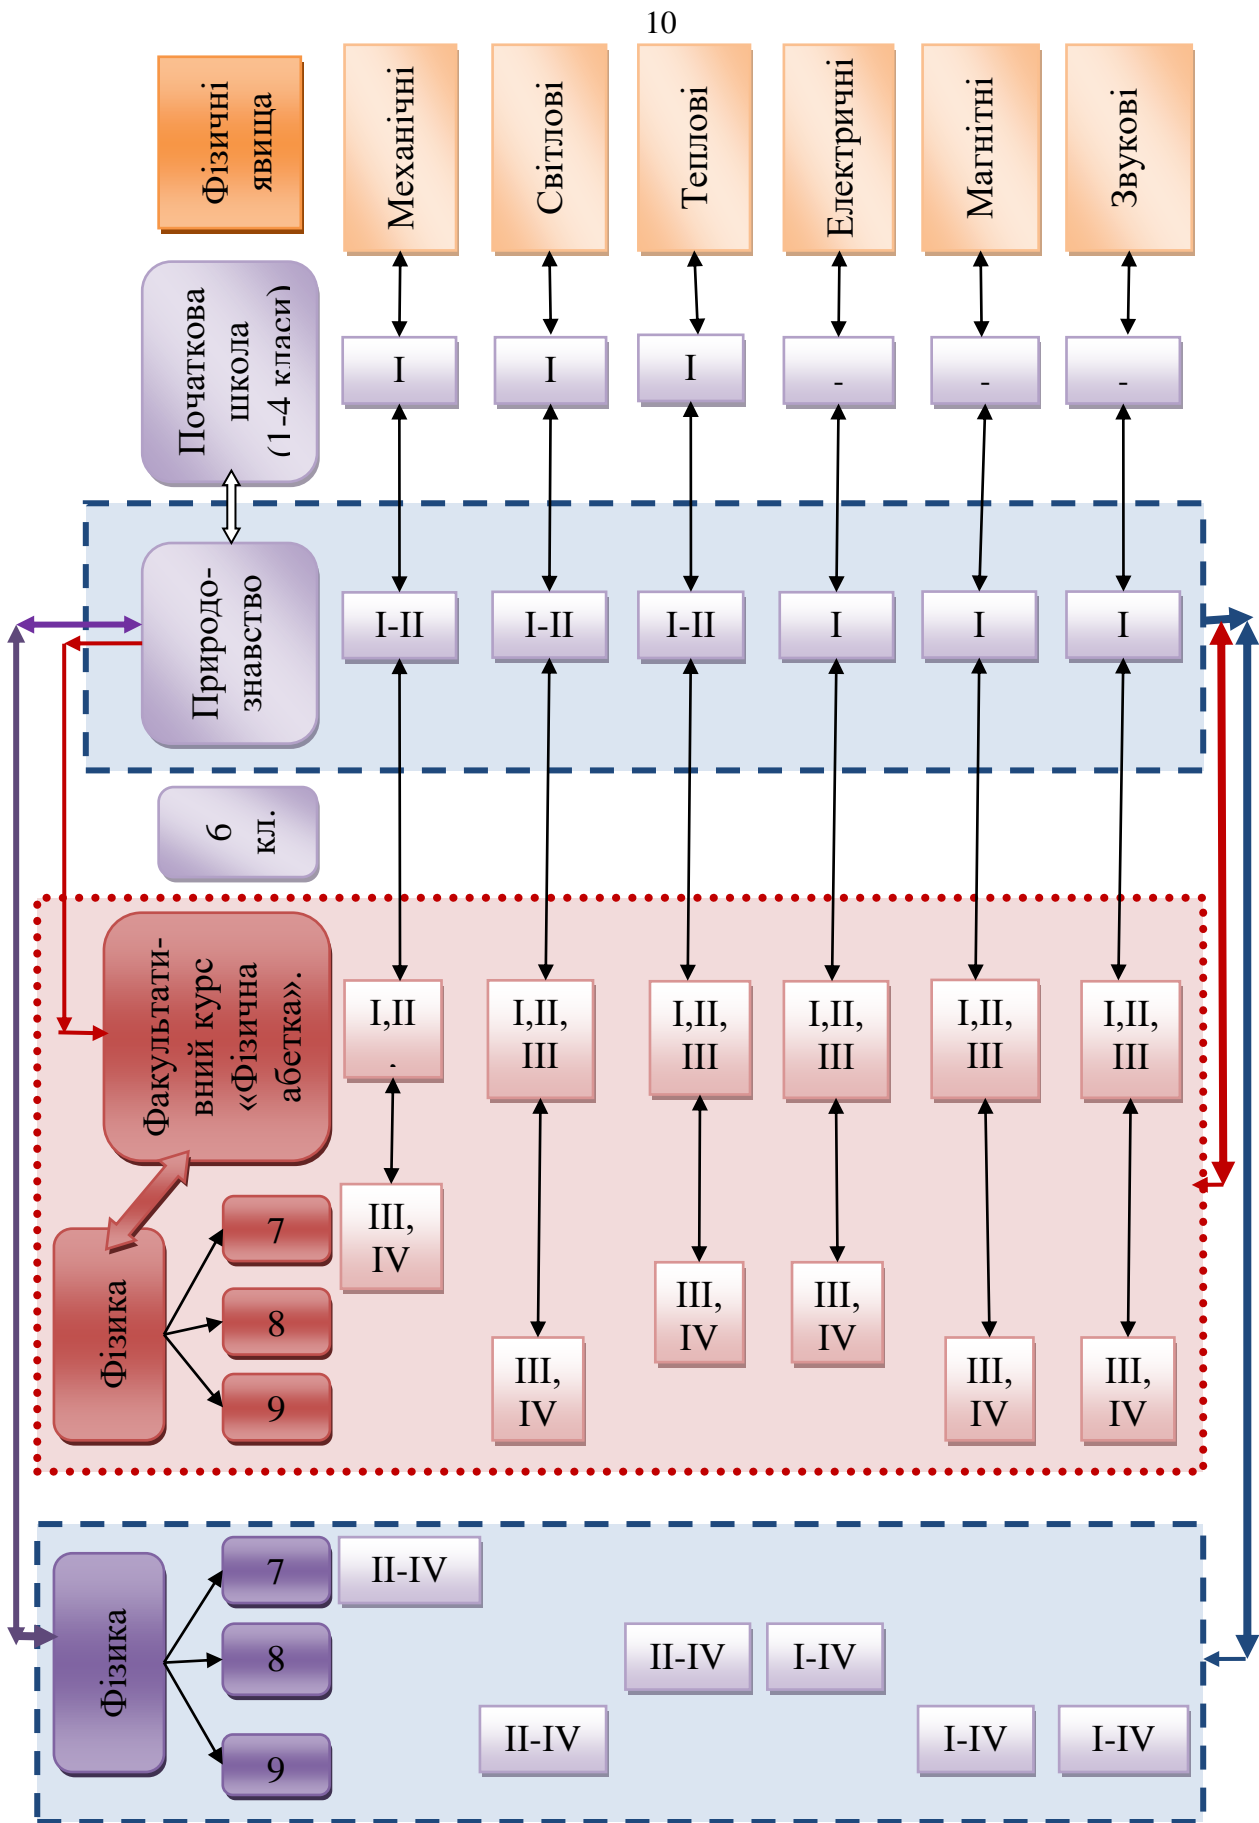 10
Фізичні
явища
Механічні
Світлові
Теплові
Електричні
Магнітні
Звукові
Початкова
школа
(1-4 класи)
I
I
I
-
-
-
Природо-
знавство
I-II
I-II
I-II
I
I
I
6
кл.
Факультати-
вний курс
«Фізична
абетка».
I,II
.
I,II,
III
I,II,
III
I,II,
III
I,II,
III
I,II,
III
Фізика
7
8
9
III,
IV
III,
IV
III,
IV
III,
IV
III,
IV
III,
IV
Фізика
7
8
9
II-IV
II-IV
I-IV
II-IV
I-IV
I-IV